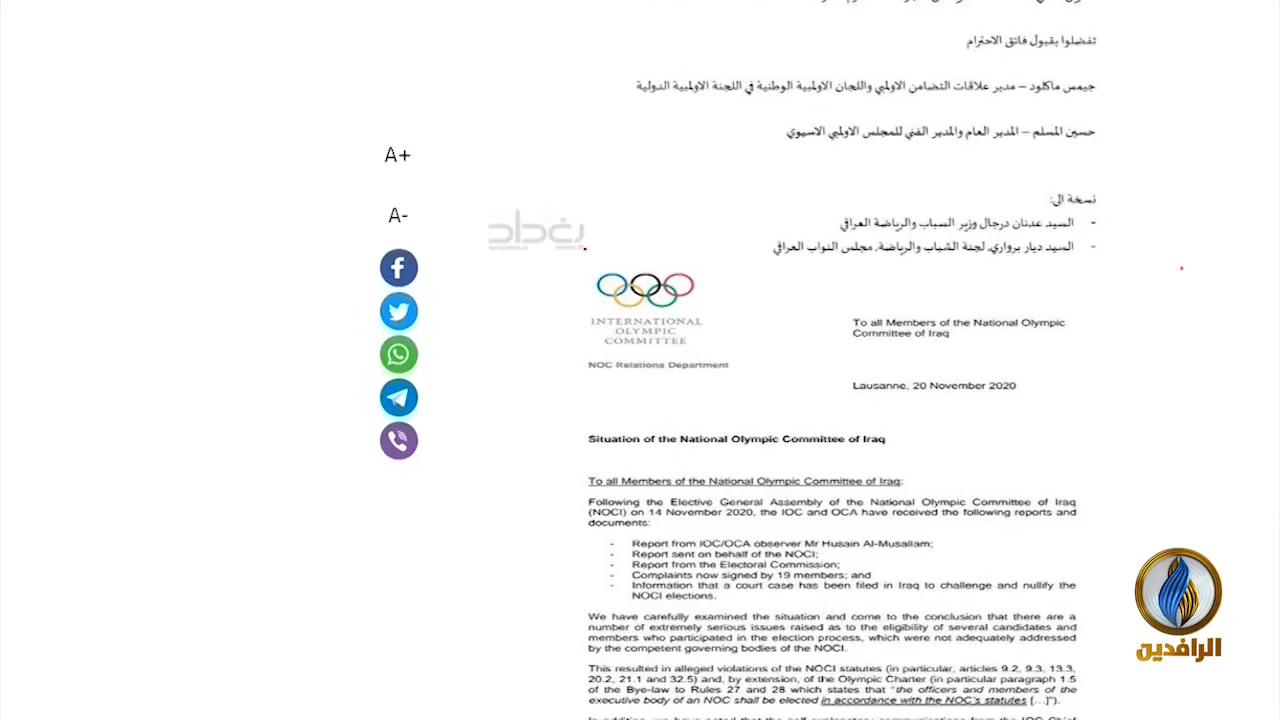 تفضلوا بقبول فائق الاحترام
جيمس ماكلود – مدير علاقات التضامن الاولمبي واللجان الاولمبية الوطنية في اللجنة الاولمبية الدولية
حسين المسلم – المدير العام والمدير الفني للمجلس الاولمبي الاسيوي
نسخة الى:
- السيد عدنان درجال وزير الشباب والرياضة العراقي
- السيد ديار برواري, لجنة الشباب والرياضة, مجلس النواب العراقي
A+
A-
بغداد
INTERNATIONAL
OLYMPIC
COMMITTEE
NOC Relations Department
To all Members of the National Olympic
Committee of Iraq
Lausanne, 20 November 2020
Situation of the National Olympic Committee of Iraq
To all Members of the National Olympic Committee of Iraq:
Following the Elective General Assembly of the National Olympic Committee of Iraq
(NOCI) on 14 November 2020, the IOC and OCA have received the following reports and
documents:
- Report from IOC/OCA observer Mr Husain Al-Musallam;
- Report sent on behalf of the NOCI;
- Report from the Electoral Commission;
- Complaints now signed by 19 members; and
- Information that a court case has been filed in Iraq to challenge and nullify the
NOCI elections.
We have carefully examined the situation and come to the conclusion that there are a
number of extremely serious issues raised as to the eligibility of several candidates and
members who participated in the election process, which were not adequately addressed
by the competent governing bodies of the NOCI.
This resulted in alleged violations of the NOCI statutes (in particular, articles 9.2, 9.3, 13.3,
20.2, 21.1 and 32.5) and, by extension, of the Olympic Charter (in particular paragraph 1.5
of the Bye-law to Rules 27 and 28 which states that "the officers and members of the
executive body of an NOC shall be elected in accordance with the NOC's statutes [...]").
الرافدين